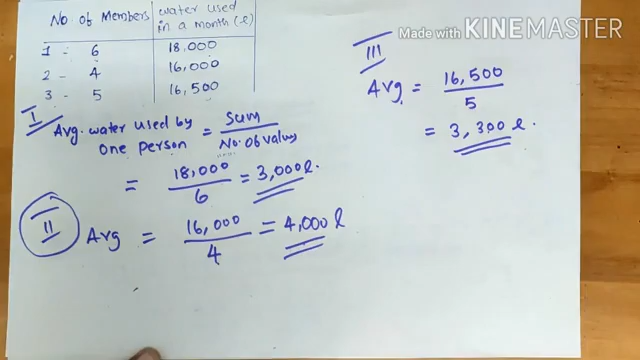 No. of Members water used in a month (l)
1 - 6 18,000
2 - 4 16,000
3 - 5 16,500
I
Avg. water used by one person = Sum / No. of values
= 18,000 / 6 = 3,000 l.
II Avg = 16,000 / 4 = 4,000 l
Made with KINEMASTER
III
Avg. = 16,500 / 5
= 3,300 l.